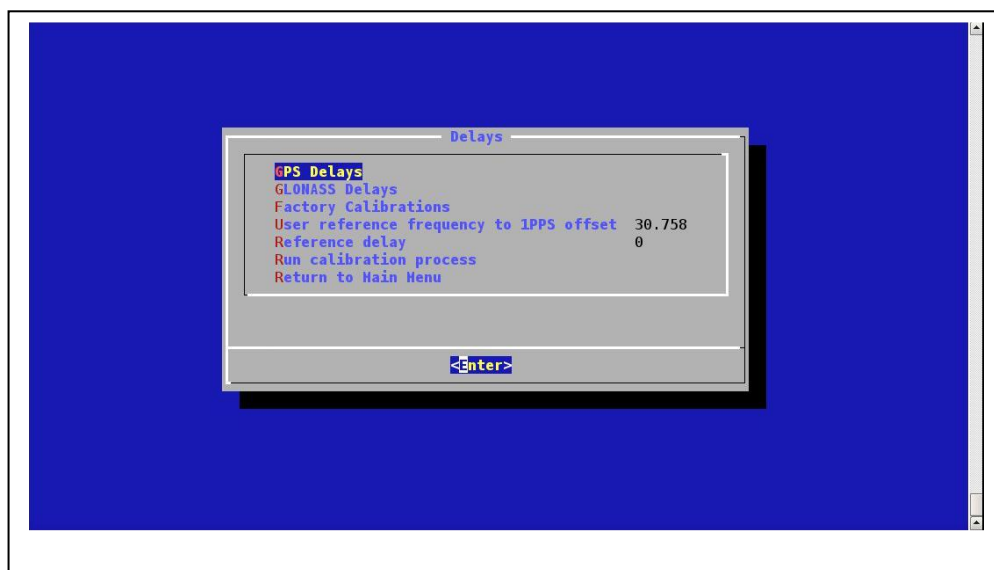 Delays
GPS Delays
GLONASS Delays
Factory Calibrations
User reference frequency to 1PPS offset 30.758
Reference delay 0
Run calibration process
Return to Main Menu
<Enter>